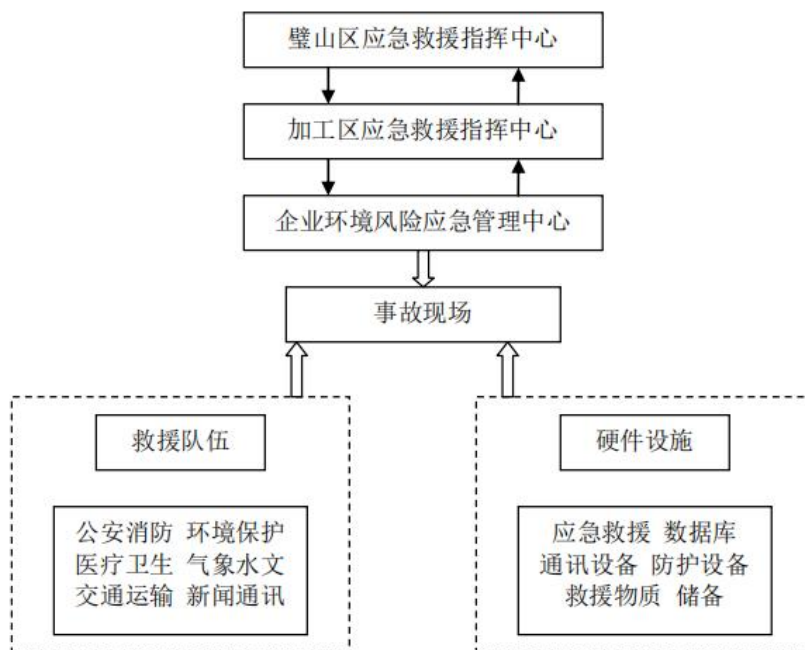 璧山区应急救援指挥中心
加工区应急救援指挥中心
企业环境风险应急管理中心
事故现场
救援队伍
公安消防 环境保护
医疗卫生 气象水文
交通运输 新闻通讯
硬件设施
应急救援 数据库
通讯设备 防护设备
救援物质 储备